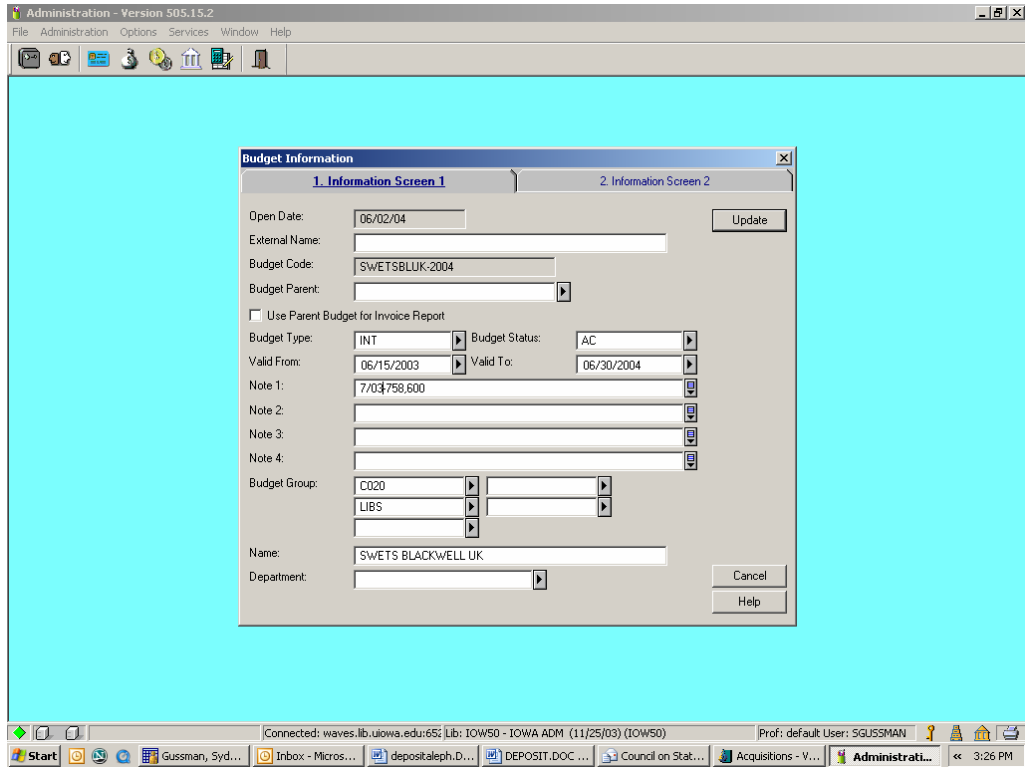 Administration - Version 505.15.2
File Administration Options Services Window Help
Budget Information
1. Information Screen 1 2. Information Screen 2
Open Date: 06/02/04 Update
External Name:
Budget Code: SWETSBLUK-2004
Budget Parent:
Use Parent Budget for Invoice Report
Budget Type: INT Budget Status: AC
Valid From: 06/15/2003 Valid To: 06/30/2004
Note 1: 7/03-758,600
Note 2:
Note 3:
Note 4:
Budget Group: C020
LIBS
Name: SWETS BLACKWELL UK
Department: Cancel
Help
Connected: waves.lib.uiowa.edu:652 Lib: IOW50 - IOWA ADM (11/25/03) (IOW50) Prof: default User: SGUSSMAN
Start Gussman, Syd... Inbox - Micros... depositaleph.D... DEPOSIT.DOC ... Council on Stat... Acquisitions - V... Administrati... « 3:26 PM